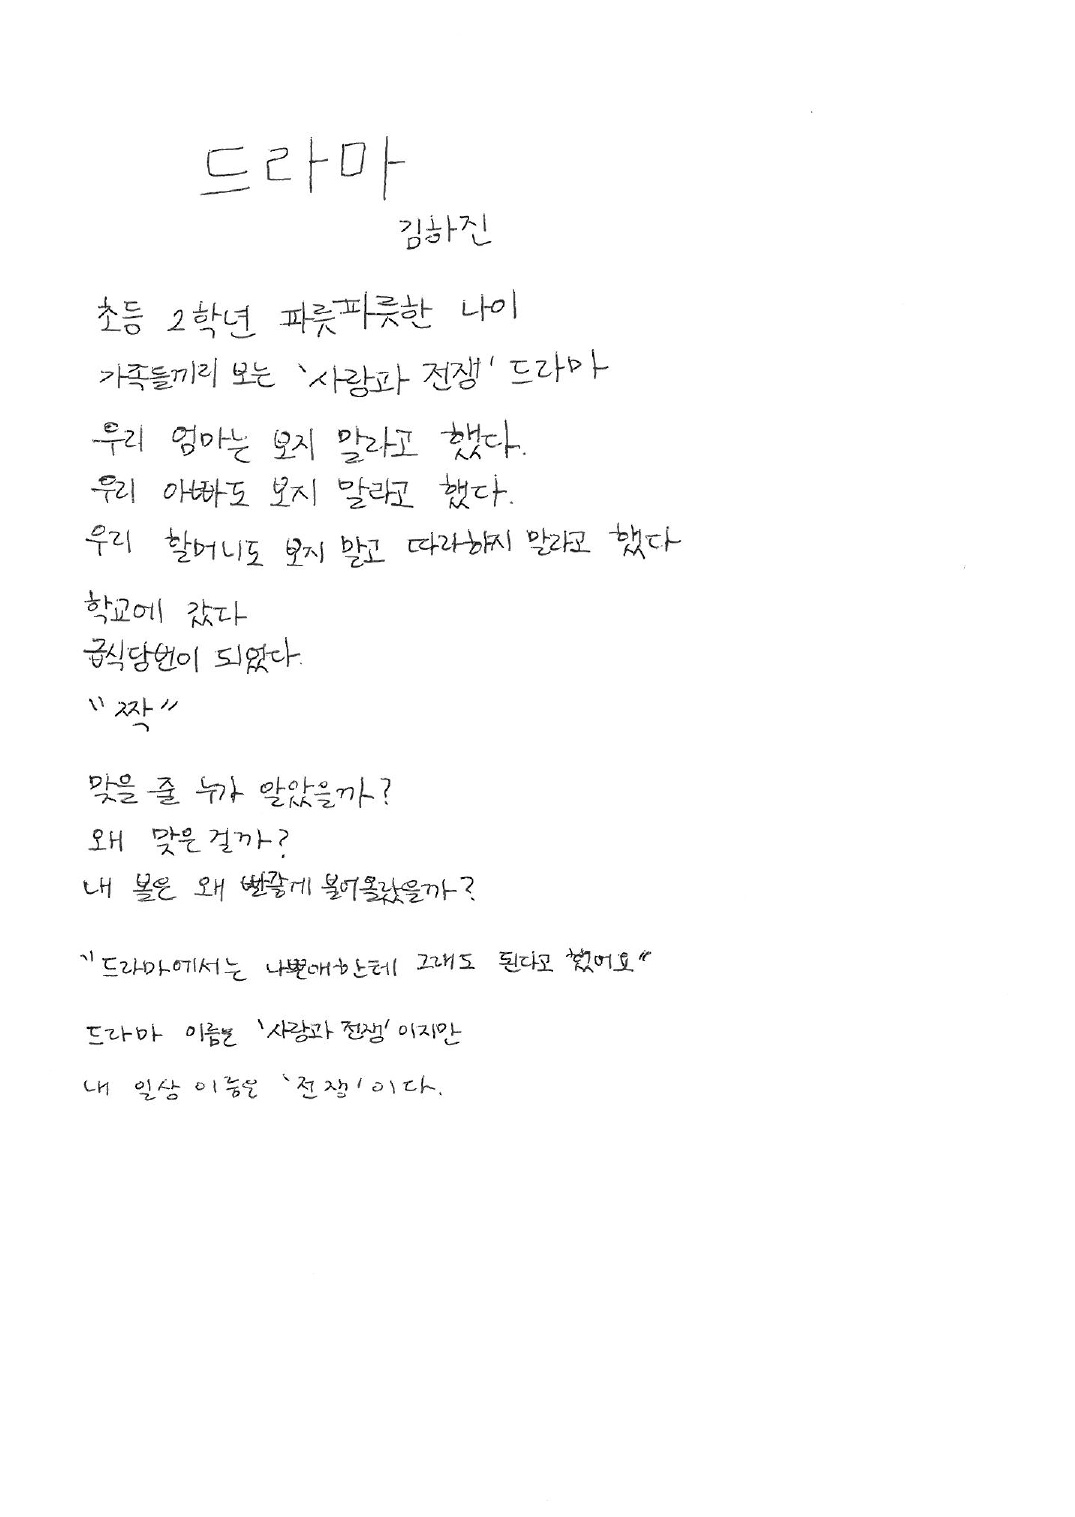 드라마
김하진
초등 2학년 파릇파릇한 나이
가족들끼리 보는 '사랑과 전쟁' 드라마
우리 엄마는 보지 말라고 했다.
우리 아빠도 보지 말라고 했다.
우리 할머니도 보지 말고 따라하지 말라고 했다
학교에 갔다
급식당번이 되었다.
"짝"
맞을 줄 누가 알았을까?
왜 맞은걸까?
내 볼은 왜 빨갛게 불어올랐을까?
"드라마에서는 나쁜애한테 그래도 된다고 했어요"
드라마 이름은 '사랑과 전쟁'이지만
내 일상 이름은 '전쟁'이다.